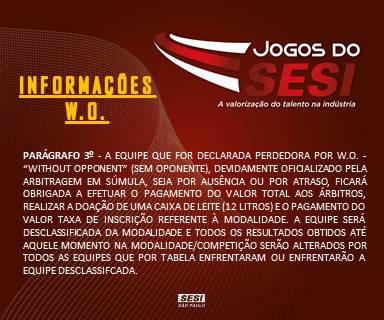 JOGOS DO
SESI
A valorização do talento na indústria
INFORMAÇÕES
W.O.
PARÁGRAFO 3º - A EQUIPE QUE FOR DECLARADA PERDEDORA POR W.O. -
“WITHOUT OPPONENT” (SEM OPONENTE), DEVIDAMENTE OFICIALIZADO PELA
ARBITRAGEM EM SÚMULA, SEJA POR AUSÊNCIA OU POR ATRASO, FICARÁ
OBRIGADA A EFETUAR O PAGAMENTO DO VALOR TOTAL AOS ÁRBITROS,
REALIZAR A DOAÇÃO DE UMA CAIXA DE LEITE (12 LITROS) E O PAGAMENTO DO
VALOR TAXA DE INSCRIÇÃO REFERENTE À MODALIDADE. A EQUIPE SERÁ
DESCLASSIFICADA DA MODALIDADE E TODOS OS RESULTADOS OBTIDOS ATÉ
AQUELE MOMENTO NA MODALIDADE/COMPETIÇÃO SERÃO ALTERADOS POR
TODOS AS EQUIPES QUE POR TABELA ENFRENTARAM OU ENFRENTARÃO A
EQUIPE DESCLASSIFCADA.
SESI
SÃO PAULO